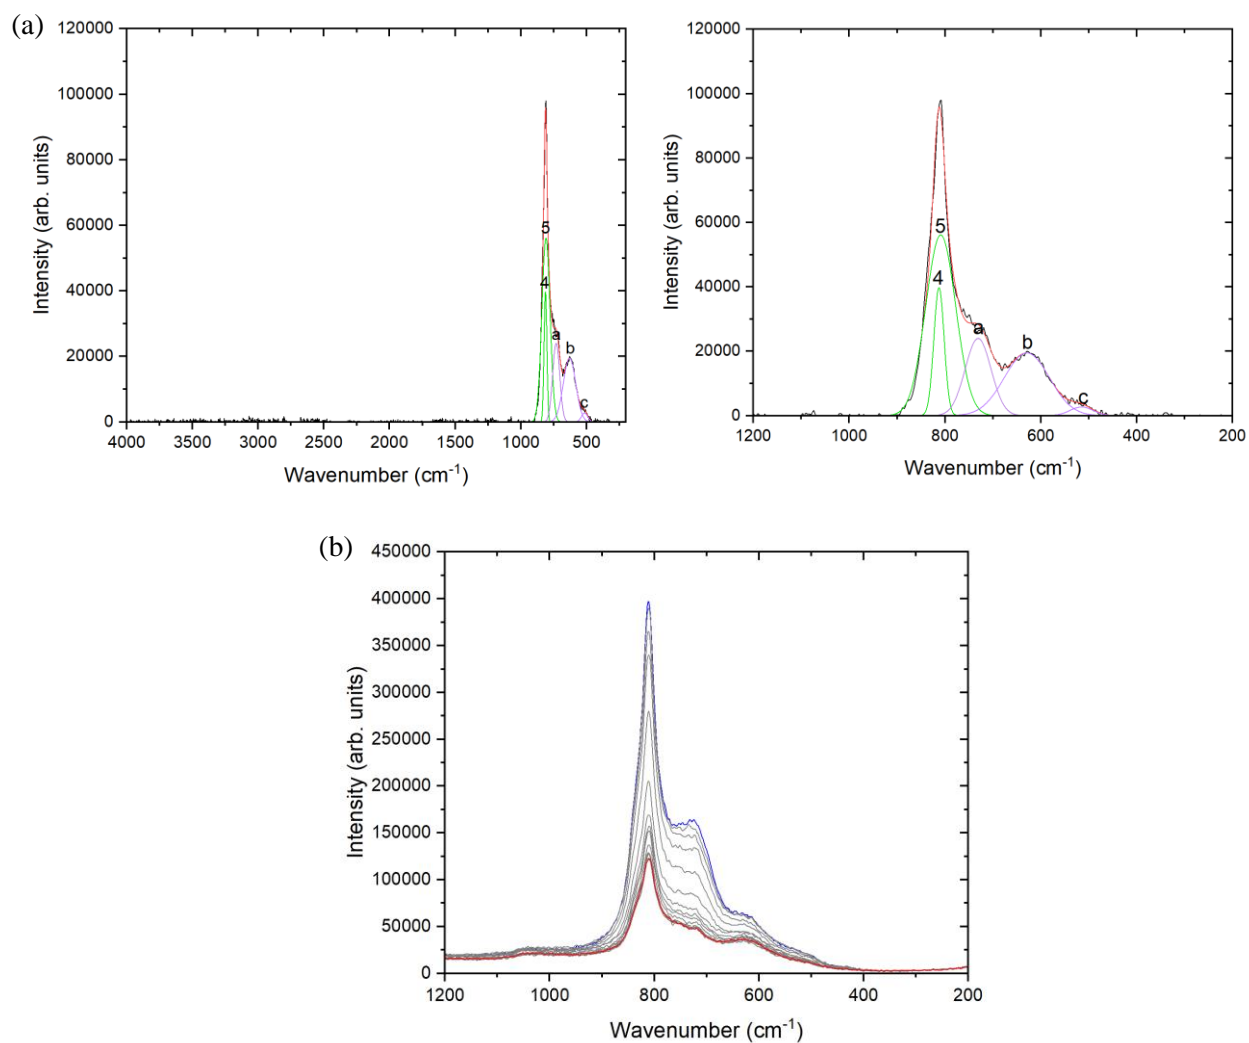 (a)
120000
100000
80000
60000
40000
20000
0
Intensity (arb. units)
5
4
a
b
c
4000 3500 3000 2500 2000 1500 1000 500
Wavenumber (cm⁻¹)
120000
100000
80000
60000
40000
20000
0
Intensity (arb. units)
5
4
a
b
c
1200 1000 800 600 400 200
Wavenumber (cm⁻¹)
(b)
450000
400000
350000
300000
250000
200000
150000
100000
50000
0
Intensity (arb. units)
1200 1000 800 600 400 200
Wavenumber (cm⁻¹)